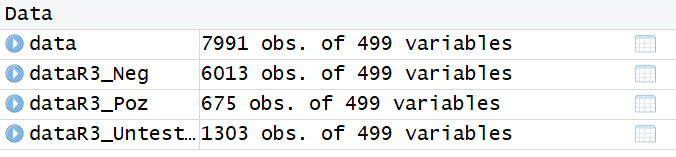 Data
data 7991 obs. of 499 variables
dataR3_Neg 6013 obs. of 499 variables
dataR3_Poz 675 obs. of 499 variables
dataR3_Untest… 1303 obs. of 499 variables